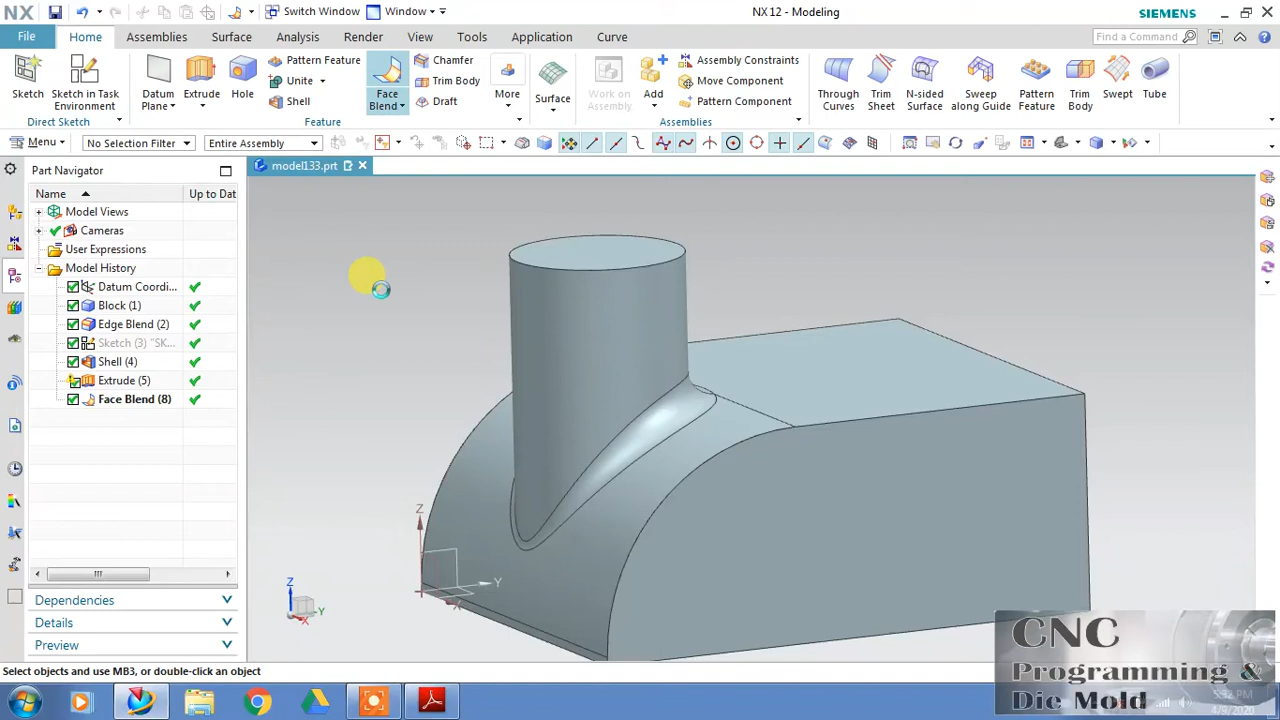 NX Switch Window Window NX 12 - Modeling SIEMENS
File Home Assemblies Surface Analysis Render View Tools Application Curve Find a Command
Sketch Sketch in Task Environment Datum Plane Extrude Hole Pattern Feature Unite Shell Face Blend Chamfer Trim Body Draft More Surface Work on Assembly Add Assembly Constraints Move Component Pattern Component Through Curves Trim Sheet N-sided Surface Sweep along Guide Pattern Feature Trim Body Swept Tube
Direct Sketch Feature Assemblies
Menu No Selection Filter Entire Assembly
Part Navigator model133.prt
Name Up to Dat
Model Views
Cameras
User Expressions
Model History
Datum Coordi...
Block (1)
Edge Blend (2)
Sketch (3) "SK...
Shell (4)
Extrude (5)
Face Blend (8)
Z
Y
X
Z
Y
X
Dependencies
Details
Preview
Select objects and use MB3, or double-click an object
CNC
Programming &
Die Mold
5:32 PM
4/9/2020